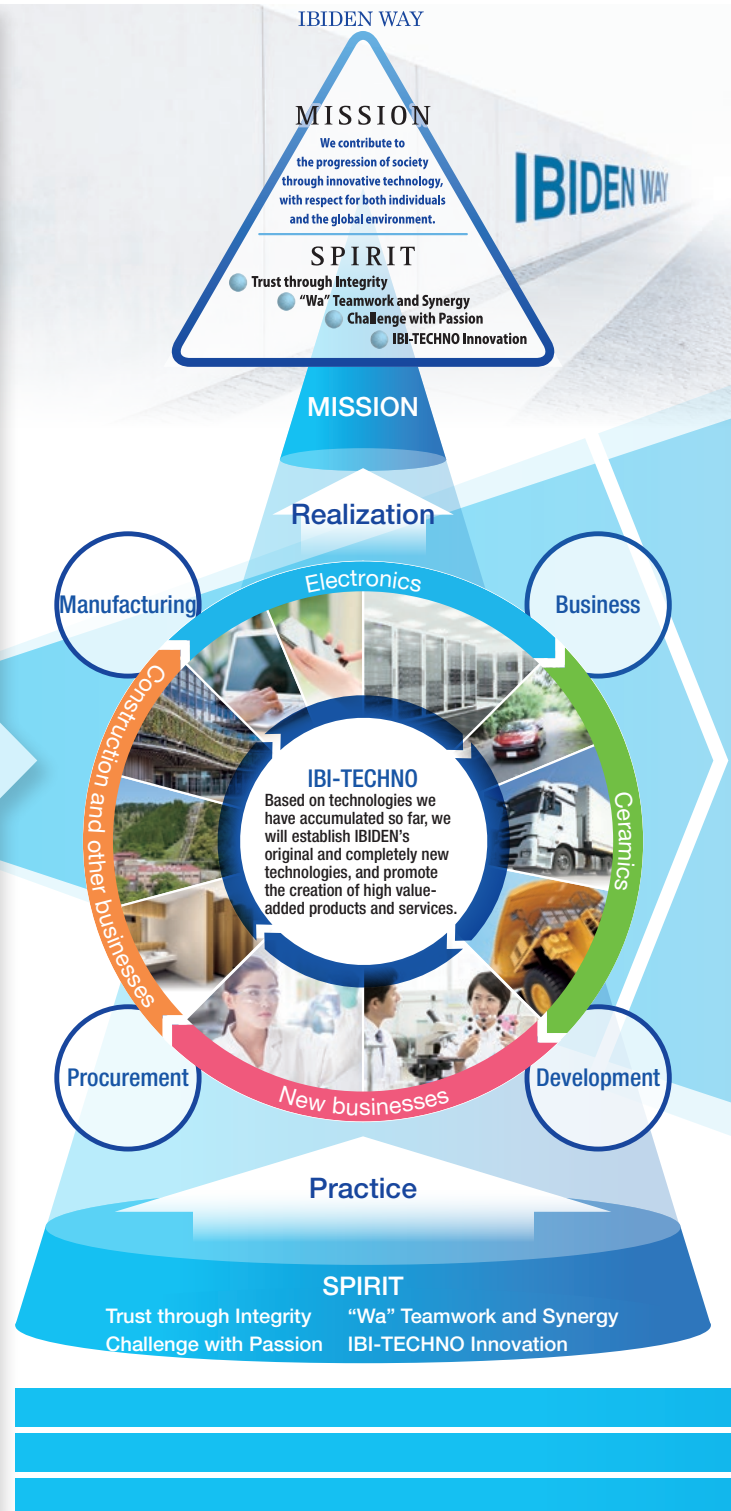 IBIDEN WAY
MISSION
We contribute to
the progression of society
through innovative technology,
with respect for both individuals
and the global environment.
SPIRIT
Trust through Integrity
“Wa” Teamwork and Synergy
Challenge with Passion
IBI-TECHNO Innovation
IBIDEN WAY
MISSION
Realization
Manufacturing
Electronics
Business
Construction and other businesses
IBI-TECHNO
Based on technologies we
have accumulated so far, we
will establish IBIDEN’s
original and completely new
technologies, and promote
the creation of high value-
added products and services.
Ceramics
Procurement
New businesses
Development
Practice
SPIRIT
Trust through Integrity “Wa” Teamwork and Synergy
Challenge with Passion IBI-TECHNO Innovation